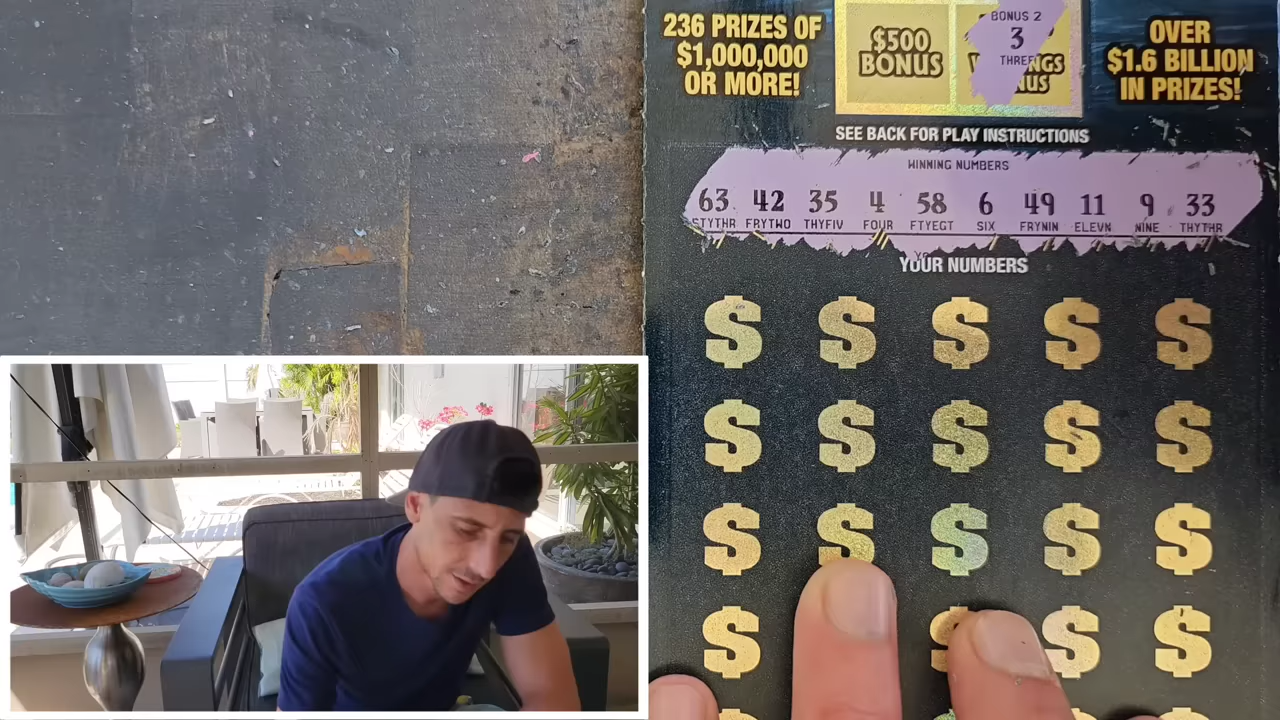 236 PRIZES OF
$1,000,000
OR MORE!
$500
BONUS
BONUS 2
3
OVER
$1.6 BILLION
IN PRIZES!
SEE BACK FOR PLAY INSTRUCTIONS
WINNING NUMBERS
63 42 35 4 58 6 49 11 9 33
FRYTWO THYFIV FOUR FTYEGT SIX FRYNIN ELEVN NINE THYTHR
YOUR NUMBERS
$ $ $ $ $
$ $ $ $ $
$ $ $ $ $
$ $ $ $ $